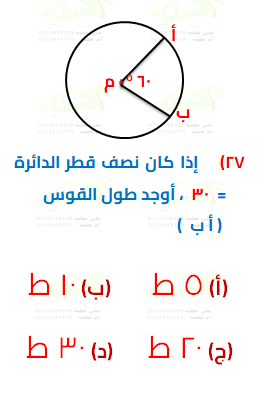 أ
م ٦٠°
ب
٢٧) إذا كان نصف قطر الدائرة
= ٣٠ ، أوجد طول القوس
( أ ب )
(أ) ٥ ط (ب) ١٠ ط
(ج) ٢٠ ط (د) ٣٠ ط